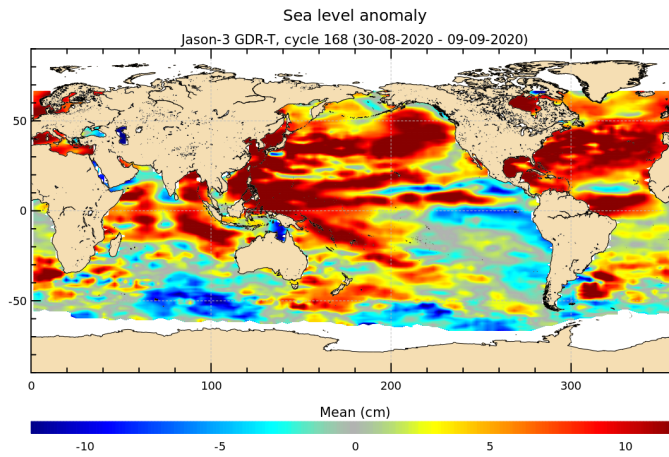 Sea level anomaly
Jason-3 GDR-T, cycle 168 (30-08-2020 - 09-09-2020)
50
0
-50
0 100 200 300
Mean (cm)
-10 -5 0 5 10